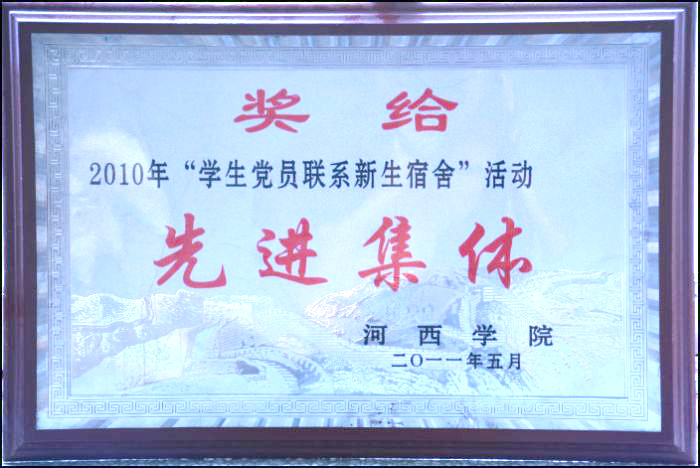 奖给
2010年“学生党员联系新生宿舍”活动
先进集体
河西学院
二〇一一年五月